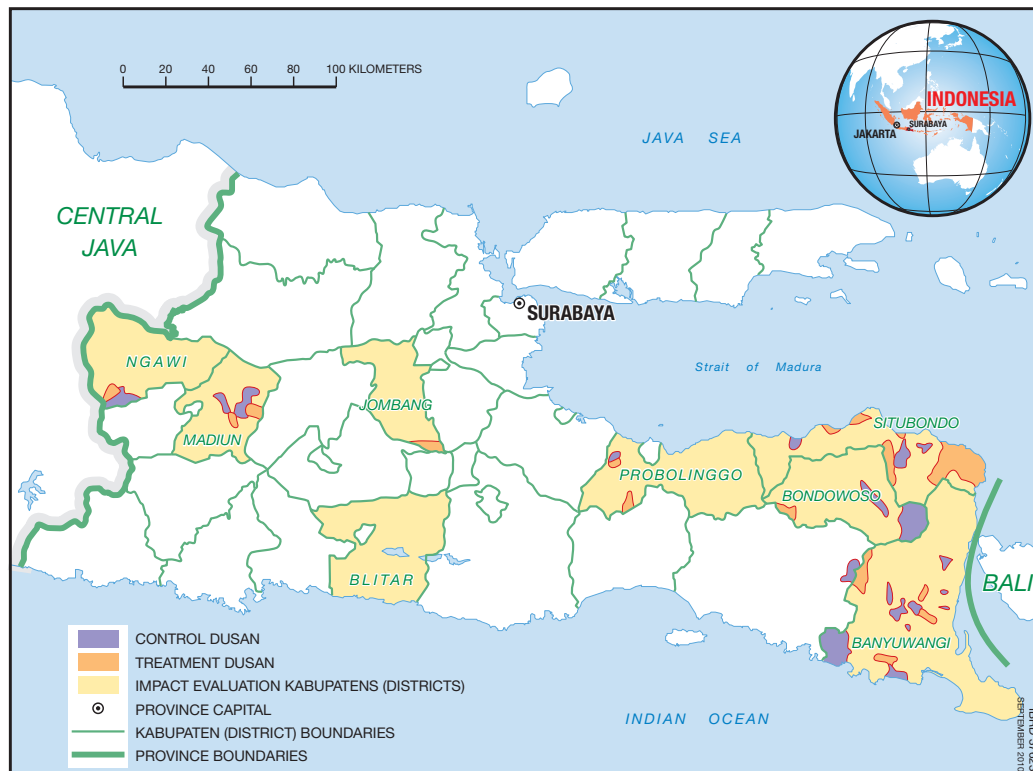 0 20 40 60 80 100 KILOMETERS
INDONESIA
SURABAYA
JAKARTA
JAVA SEA
CENTRAL
JAVA
SURABAYA
NGAWI
Strait of Madura
JOMBANG
MADIUN
SITUBONDO
PROBOLINGGO
BONDOWOSO
BLITAR
BALI
BANYUWANGI
CONTROL DUSAN
TREATMENT DUSAN
IMPACT EVALUATION KABUPATENS (DISTRICTS)
PROVINCE CAPITAL
KABUPATEN (DISTRICT) BOUNDARIES
PROVINCE BOUNDARIES
INDIAN OCEAN
SEPTEMBER 2010